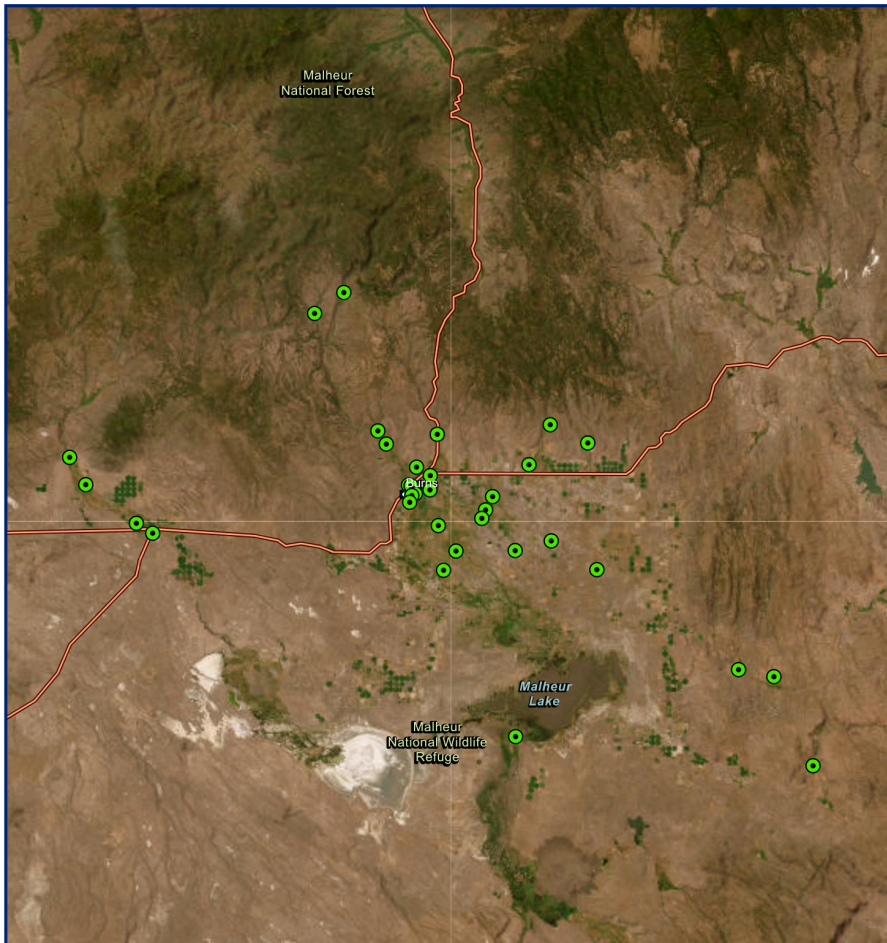 Malheur
National Forest
Burns
Malheur
Lake
Malheur
National Wildlife
Refuge